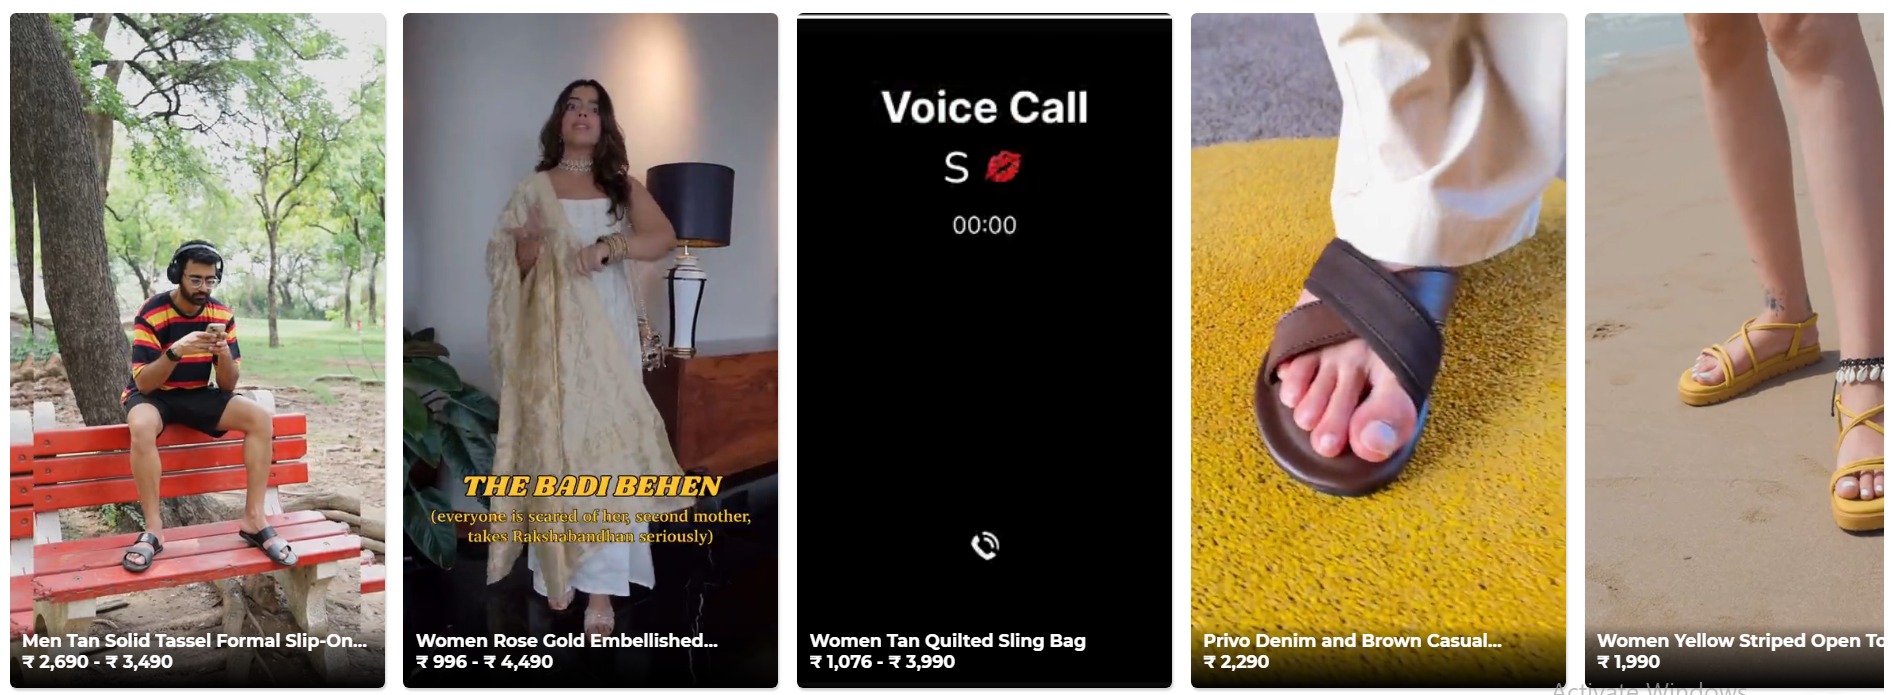 Men Tan Solid Tassel Formal Slip-On...
₹ 2,690 - ₹ 3,490
THE BADI BEHEN
(everyone is scared of her, second mother,
takes Rakshabandhan seriously)
Women Rose Gold Embellished...
₹ 996 - ₹ 4,490
Voice Call
S 💋
00:00
Women Tan Quilted Sling Bag
₹ 1,076 - ₹ 3,990
Privo Denim and Brown Casual...
₹ 2,290
Women Yellow Striped Open To
₹ 1,990
Activate Windows